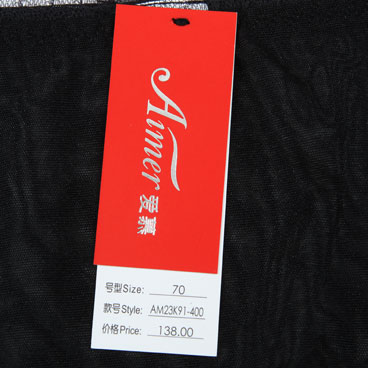 Aimer 爱慕
号型Size: 70
款号Style: AM23K91-400
价格Price: 138.00